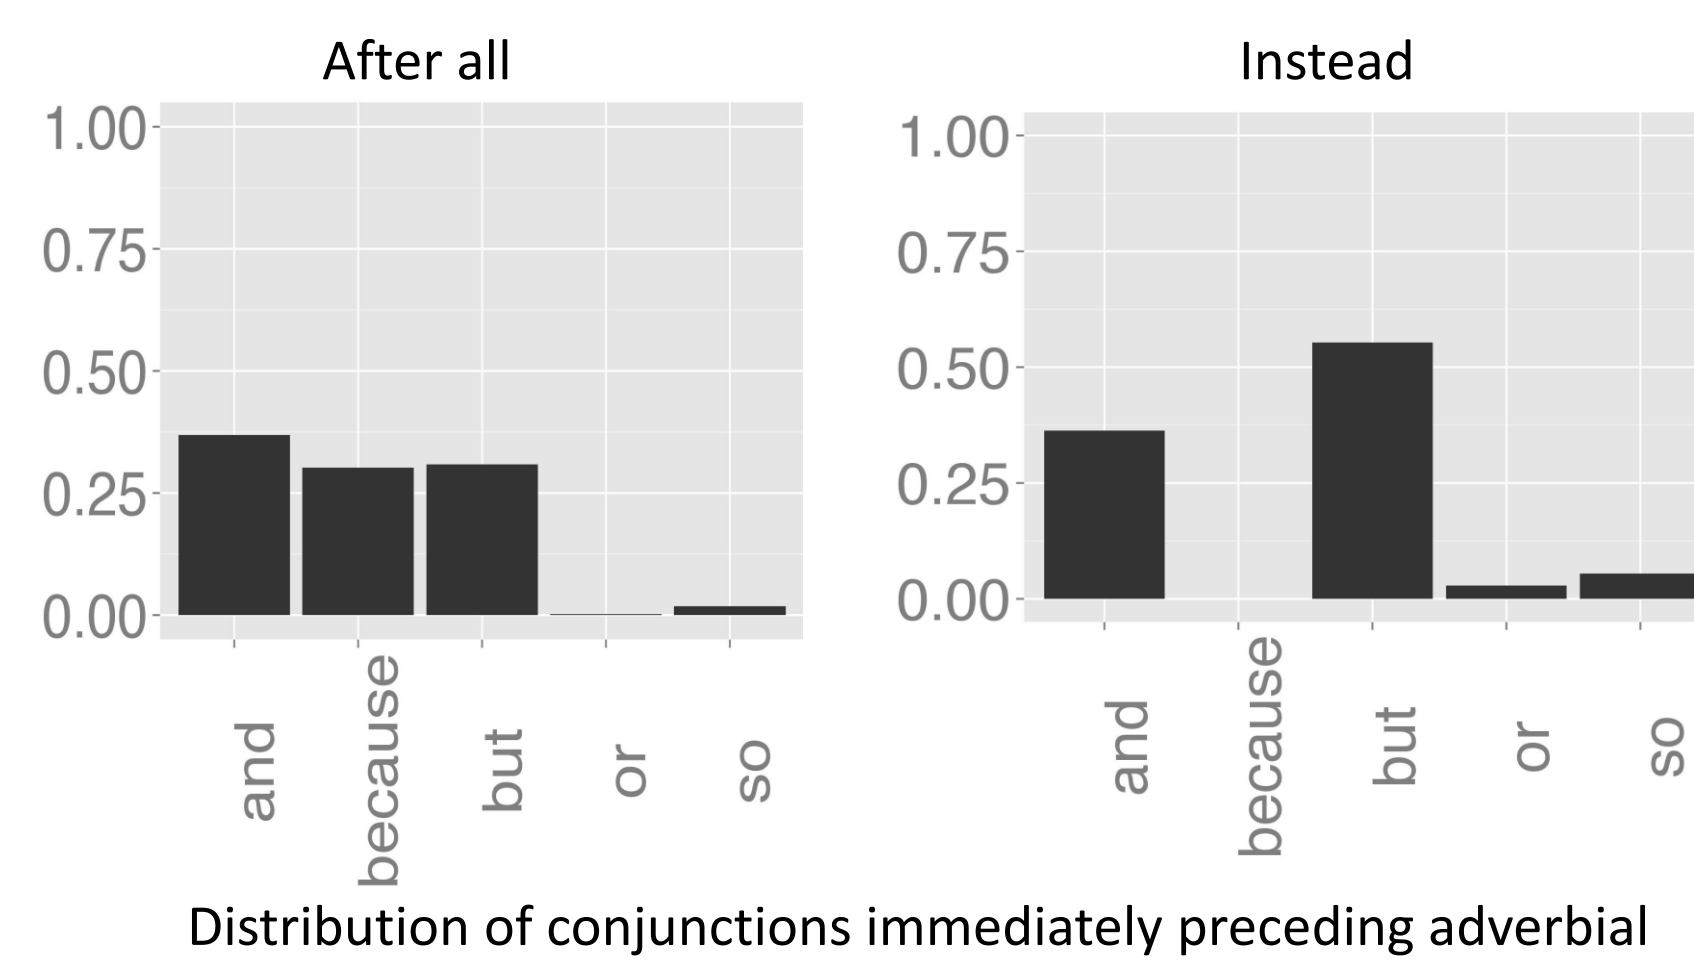 After all
1.00
0.75
0.50
0.25
0.00
and
because
but
or
so
Instead
1.00
0.75
0.50
0.25
0.00
and
because
but
or
so
Distribution of conjunctions immediately preceding adverbial